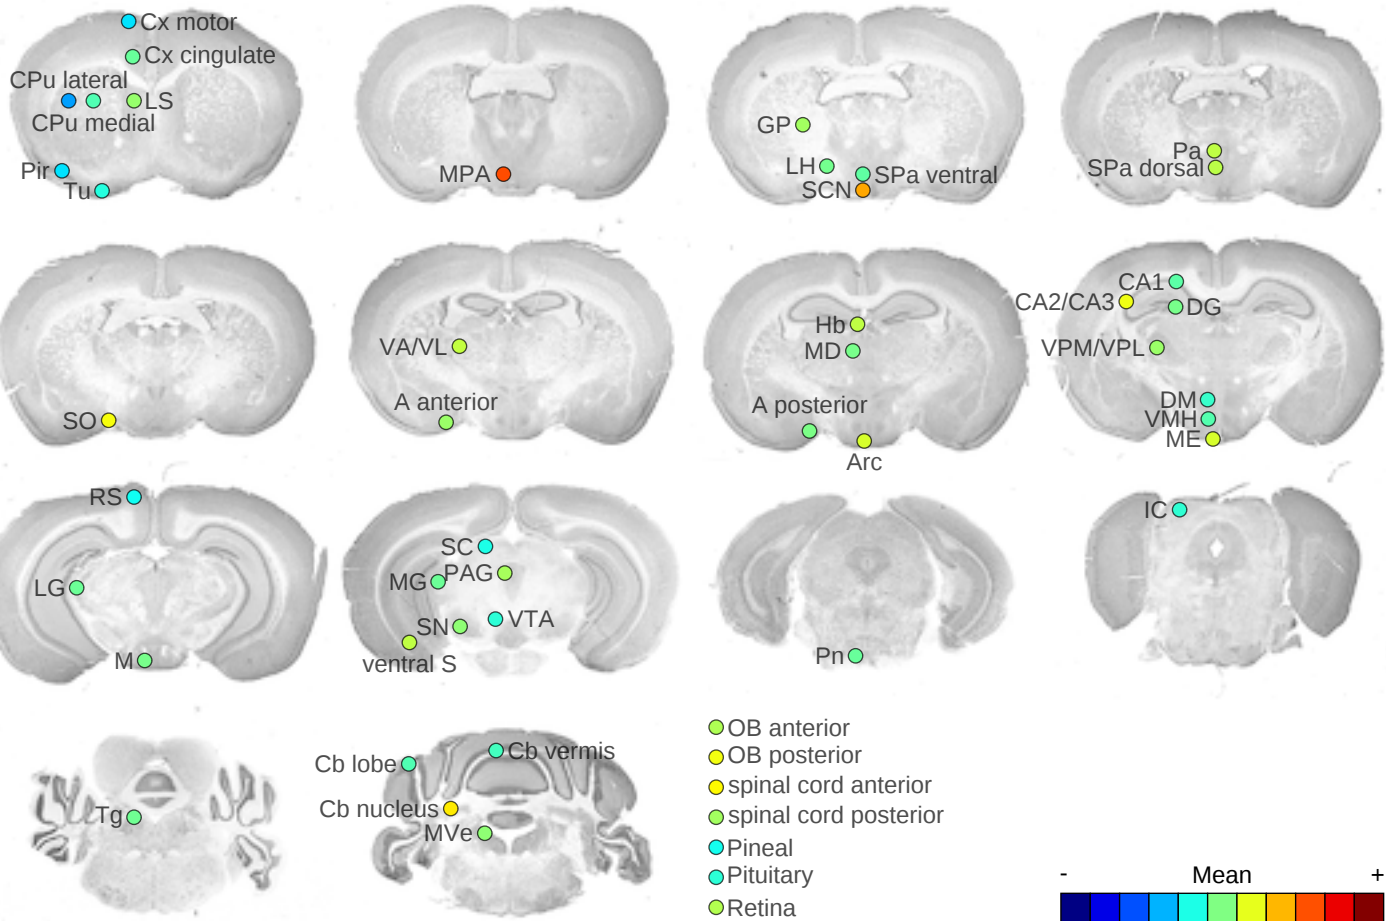 Cx motor
Cx cingulate
CPu lateral
LS
CPu medial
Pir
Tu
MPA
GP
LH
SPa ventral
SCN
Pa
SPa dorsal
SO
VA/VL
A anterior
Hb
MD
A posterior
Arc
CA1
CA2/CA3
DG
VPM/VPL
DM
VMH
ME
RS
LG
M
SC
MG
PAG
SN
VTA
ventral S
Pn
IC
Tg
Cb lobe
Cb vermis
Cb nucleus
MVe
OB anterior
OB posterior
spinal cord anterior
spinal cord posterior
Pineal
Pituitary
Retina
- Mean +